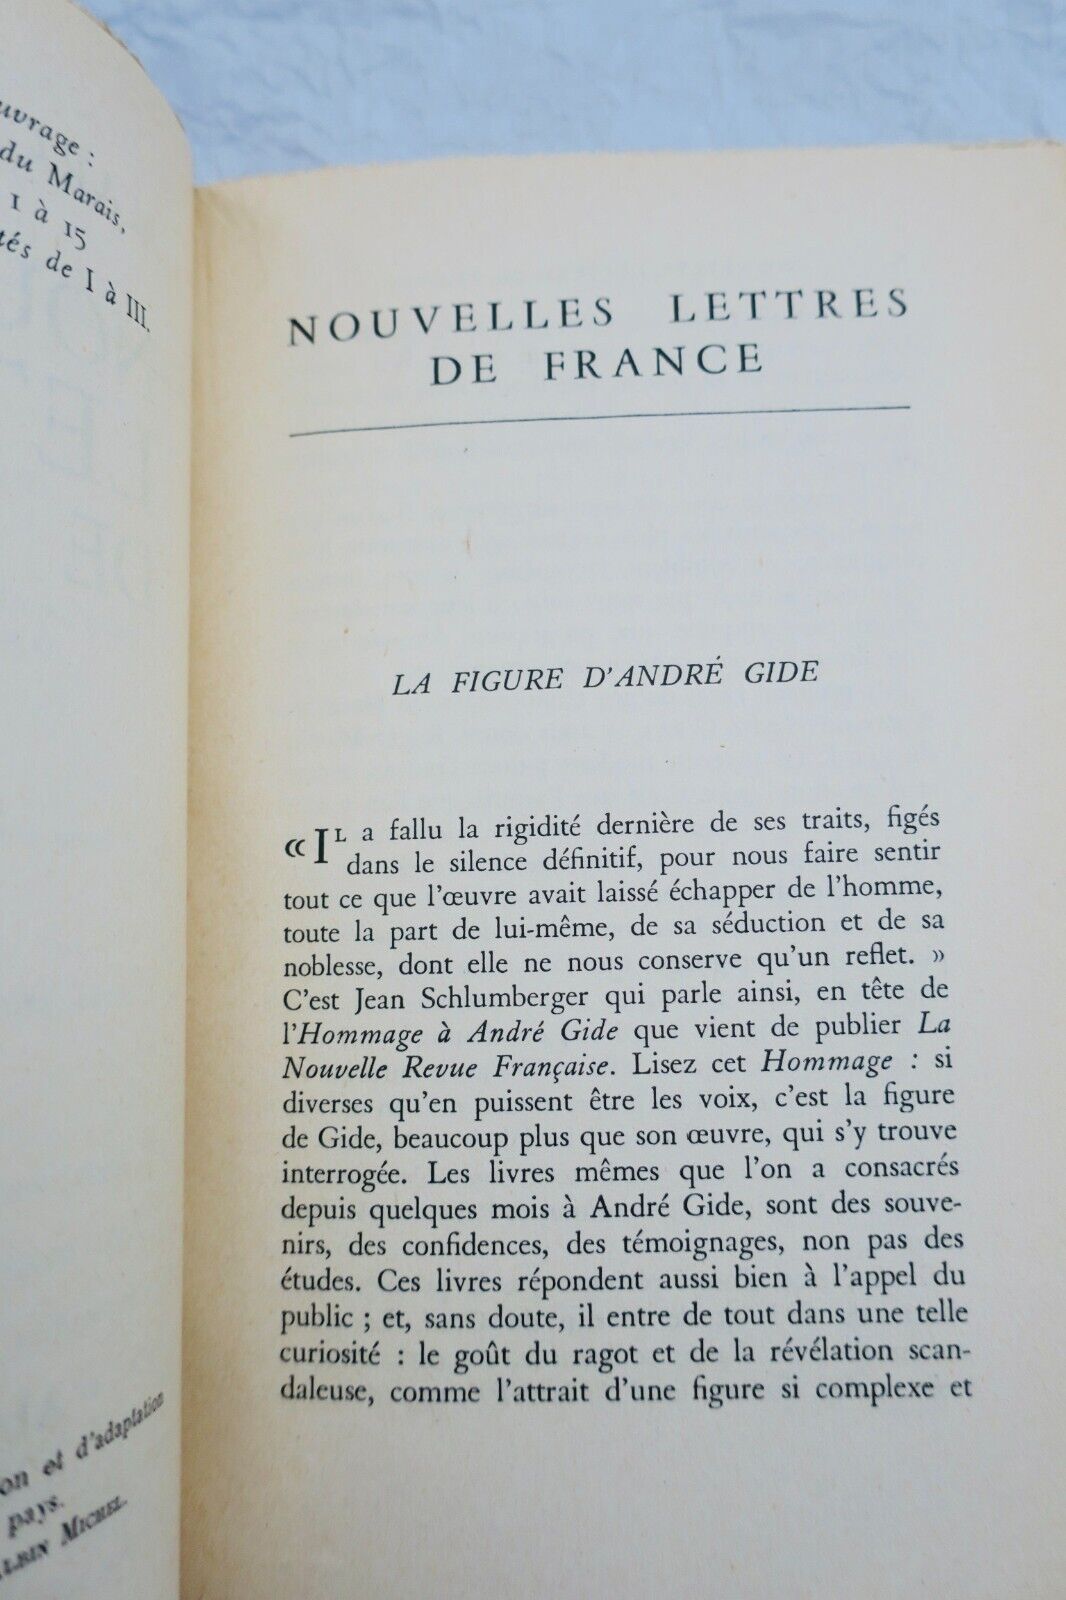 du Marais,
1 à 15
de I à III.
on et d'adaptation
pays.
MICHEL.
NOUVELLES LETTRES
DE FRANCE
LA FIGURE D'ANDRÉ GIDE
« IL a fallu la rigidité dernière de ses traits, figés
dans le silence définitif, pour nous faire sentir
tout ce que l'œuvre avait laissé échapper de l'homme,
toute la part de lui-même, de sa séduction et de sa
noblesse, dont elle ne nous conserve qu'un reflet. »
C'est Jean Schlumberger qui parle ainsi, en tête de
l'Hommage à André Gide que vient de publier La
Nouvelle Revue Française. Lisez cet Hommage : si
diverses qu'en puissent être les voix, c'est la figure
de Gide, beaucoup plus que son œuvre, qui s'y trouve
interrogée. Les livres mêmes que l'on a consacrés
depuis quelques mois à André Gide, sont des souve-
nirs, des confidences, des témoignages, non pas des
études. Ces livres répondent aussi bien à l'appel du
public ; et, sans doute, il entre de tout dans une telle
curiosité : le goût du ragot et de la révélation scan-
daleuse, comme l'attrait d'une figure si complexe et